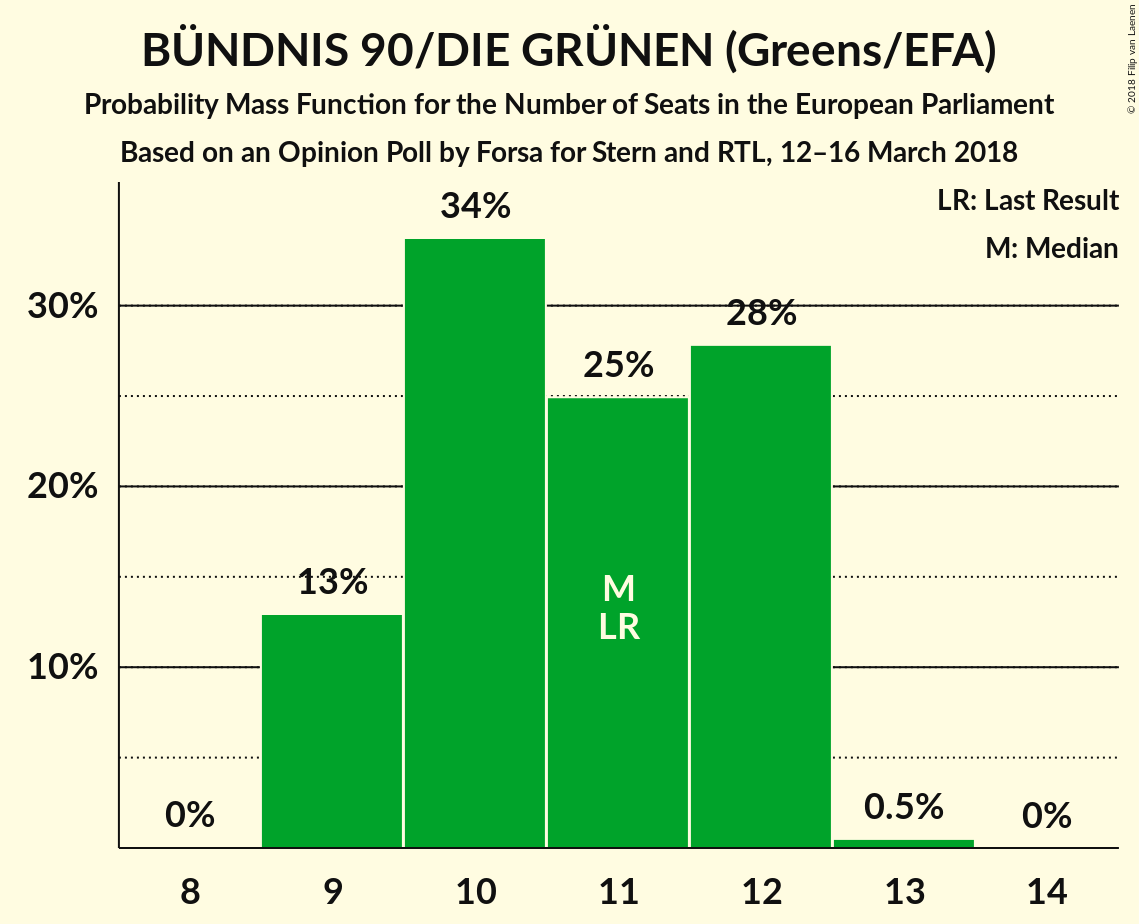 BÜNDNIS 90/DIE GRÜNEN (Greens/EFA)
Probability Mass Function for the Number of Seats in the European Parliament
Based on an Opinion Poll by Forsa for Stern and RTL, 12–16 March 2018
© 2018 Filip van Laenen
LR: Last Result
M: Median
34%
30%
28%
25%
20%
13%
M
LR
10%
0%
0.5%
0%
8 9 10 11 12 13 14